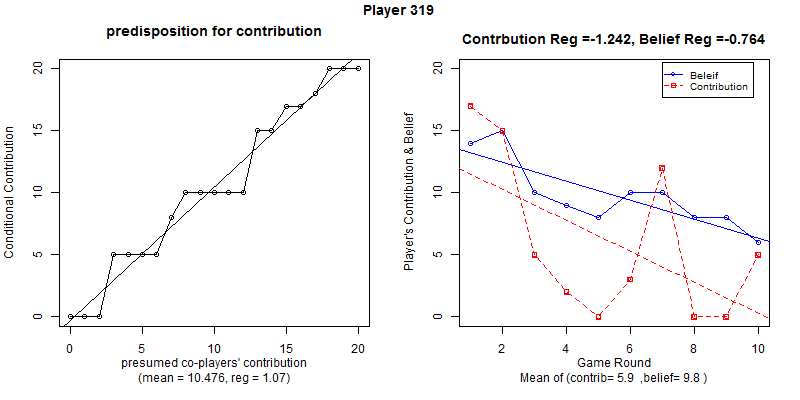 Player 319
predisposition for contribution
Conditional Contribution
20
15
10
5
0
0 5 10 15 20
presumed co-players' contribution
(mean = 10.476, reg = 1.07)
Contrbution Reg =-1.242, Belief Reg =-0.764
Player's Contribution & Belief
20
15
10
5
0
Beleif
Contribution
2 4 6 8 10
Game Round
Mean of (contrib= 5.9 ,belief= 9.8 )